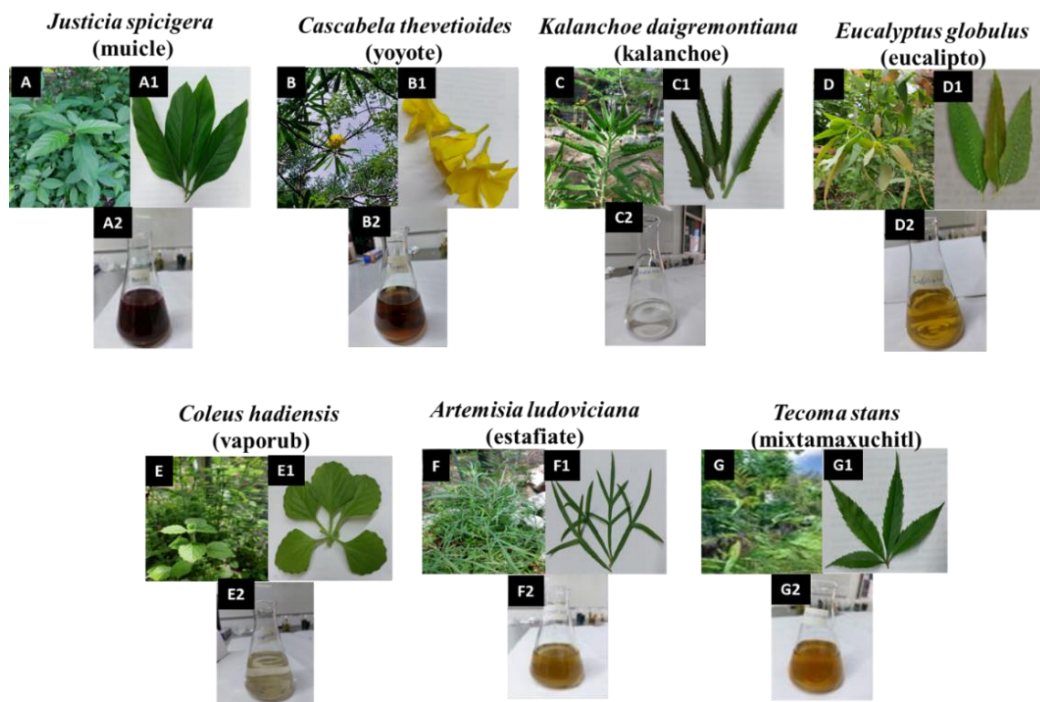 Justicia spicigera
(muicle)
Cascabela thevetioides
(yoyote)
Kalanchoe daigremontiana
(kalanchoe)
Eucalyptus globulus
(eucalipto)
A
A1
B
B1
C
C1
D
D1
A2
B2
C2
D2
Coleus hadiensis
(vaporub)
Artemisia ludoviciana
(estafiate)
Tecoma stans
(mixtamaxuchitl)
E
E1
F
F1
G
G1
E2
F2
G2